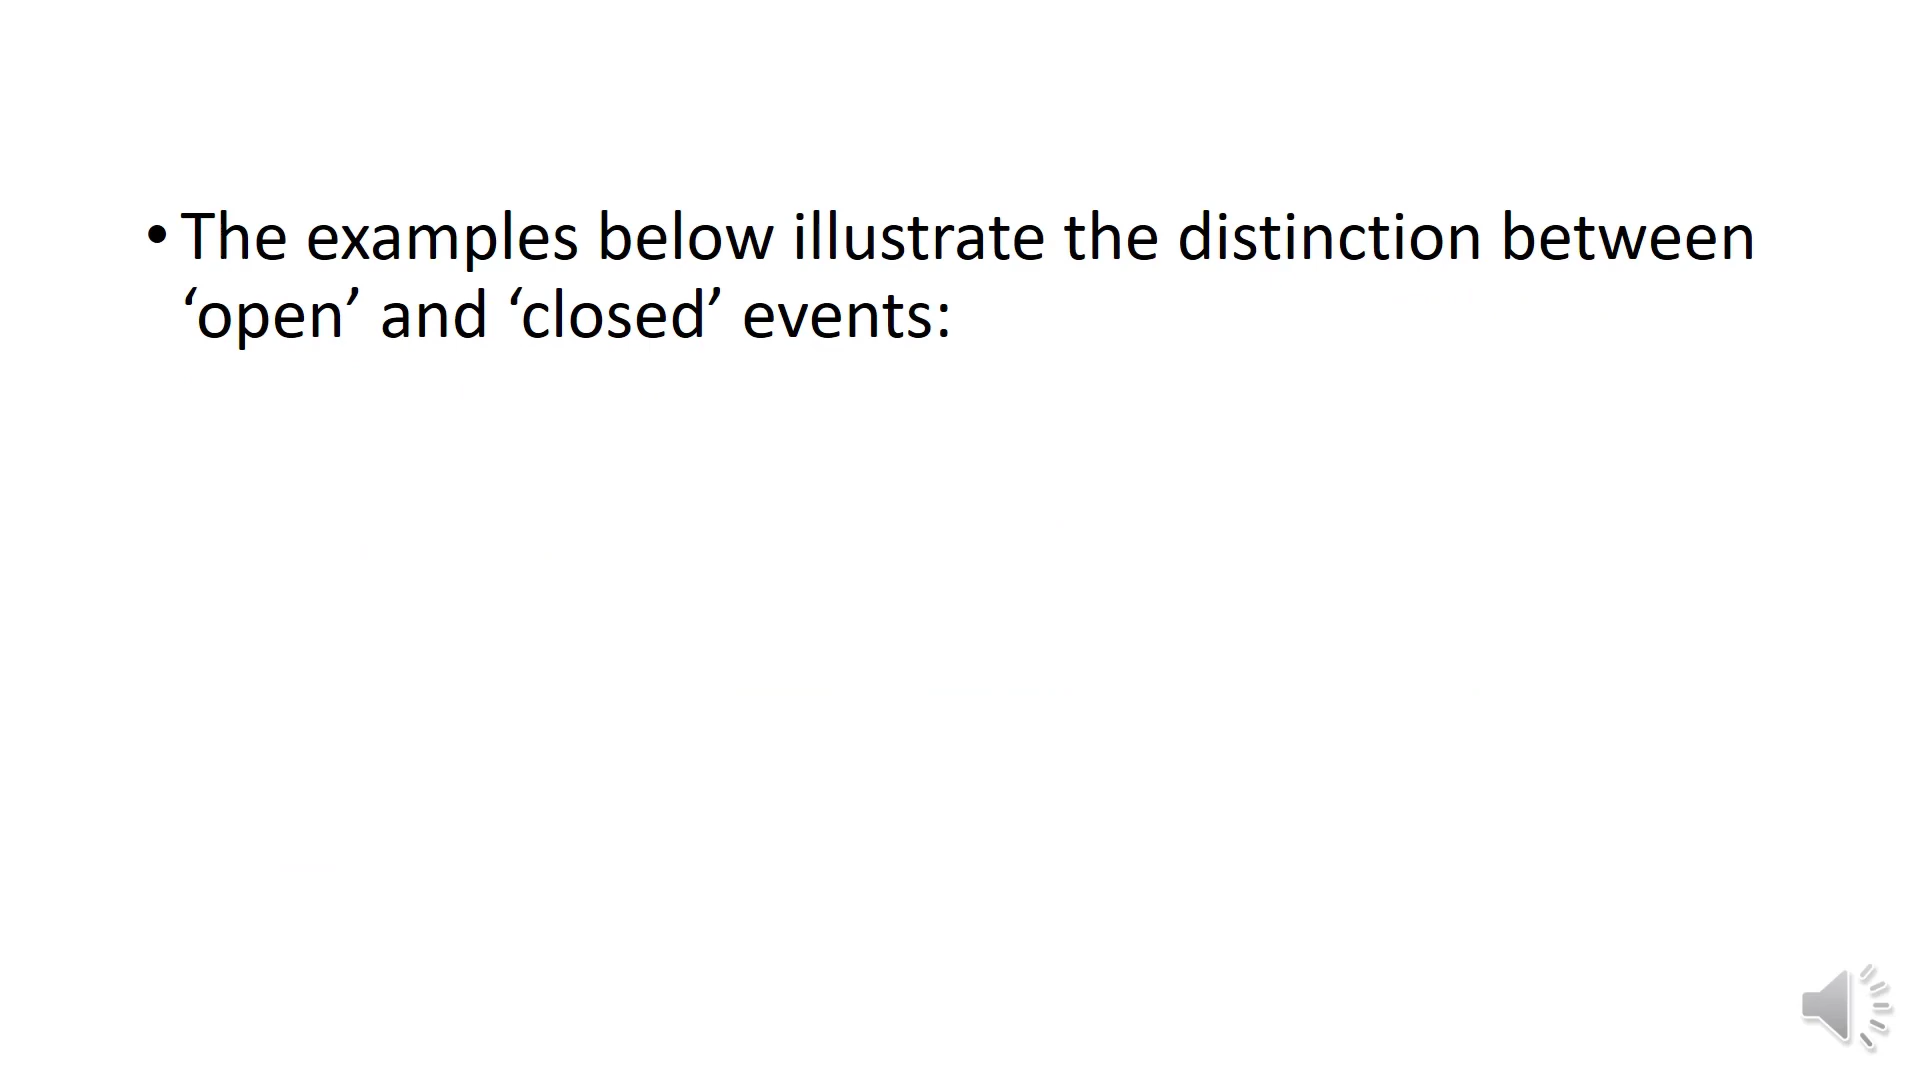 • The examples below illustrate the distinction between
‘open’ and ‘closed’ events: